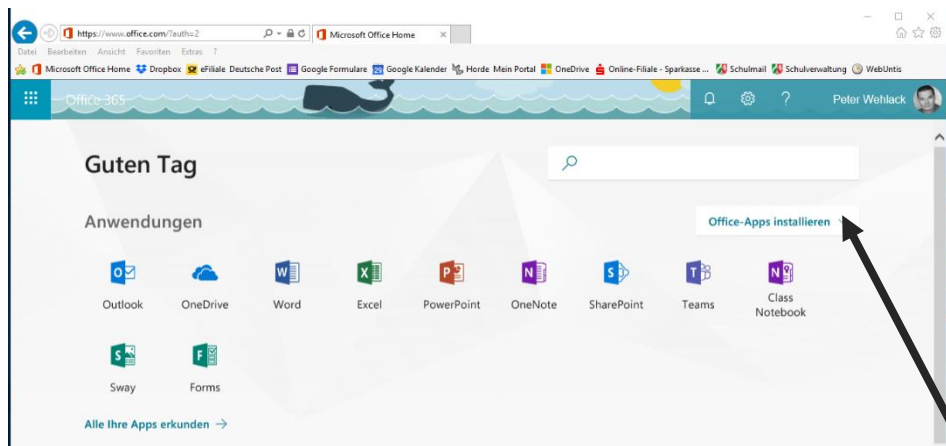 https://www.office.com/?auth=2
Microsoft Office Home
Datei Bearbeiten Ansicht Favoriten Extras ?
Microsoft Office Home Dropbox eFiliale Deutsche Post Google Formulare Google Kalender Horde Mein Portal OneDrive Online-Filiale - Sparkasse ... Schulmail Schulverwaltung WebUntis
Office 365
? Peter Wehlack
Guten Tag
Anwendungen
Office-Apps installieren
Outlook OneDrive Word Excel PowerPoint OneNote SharePoint Teams Class Notebook
Sway Forms
Alle Ihre Apps erkunden →